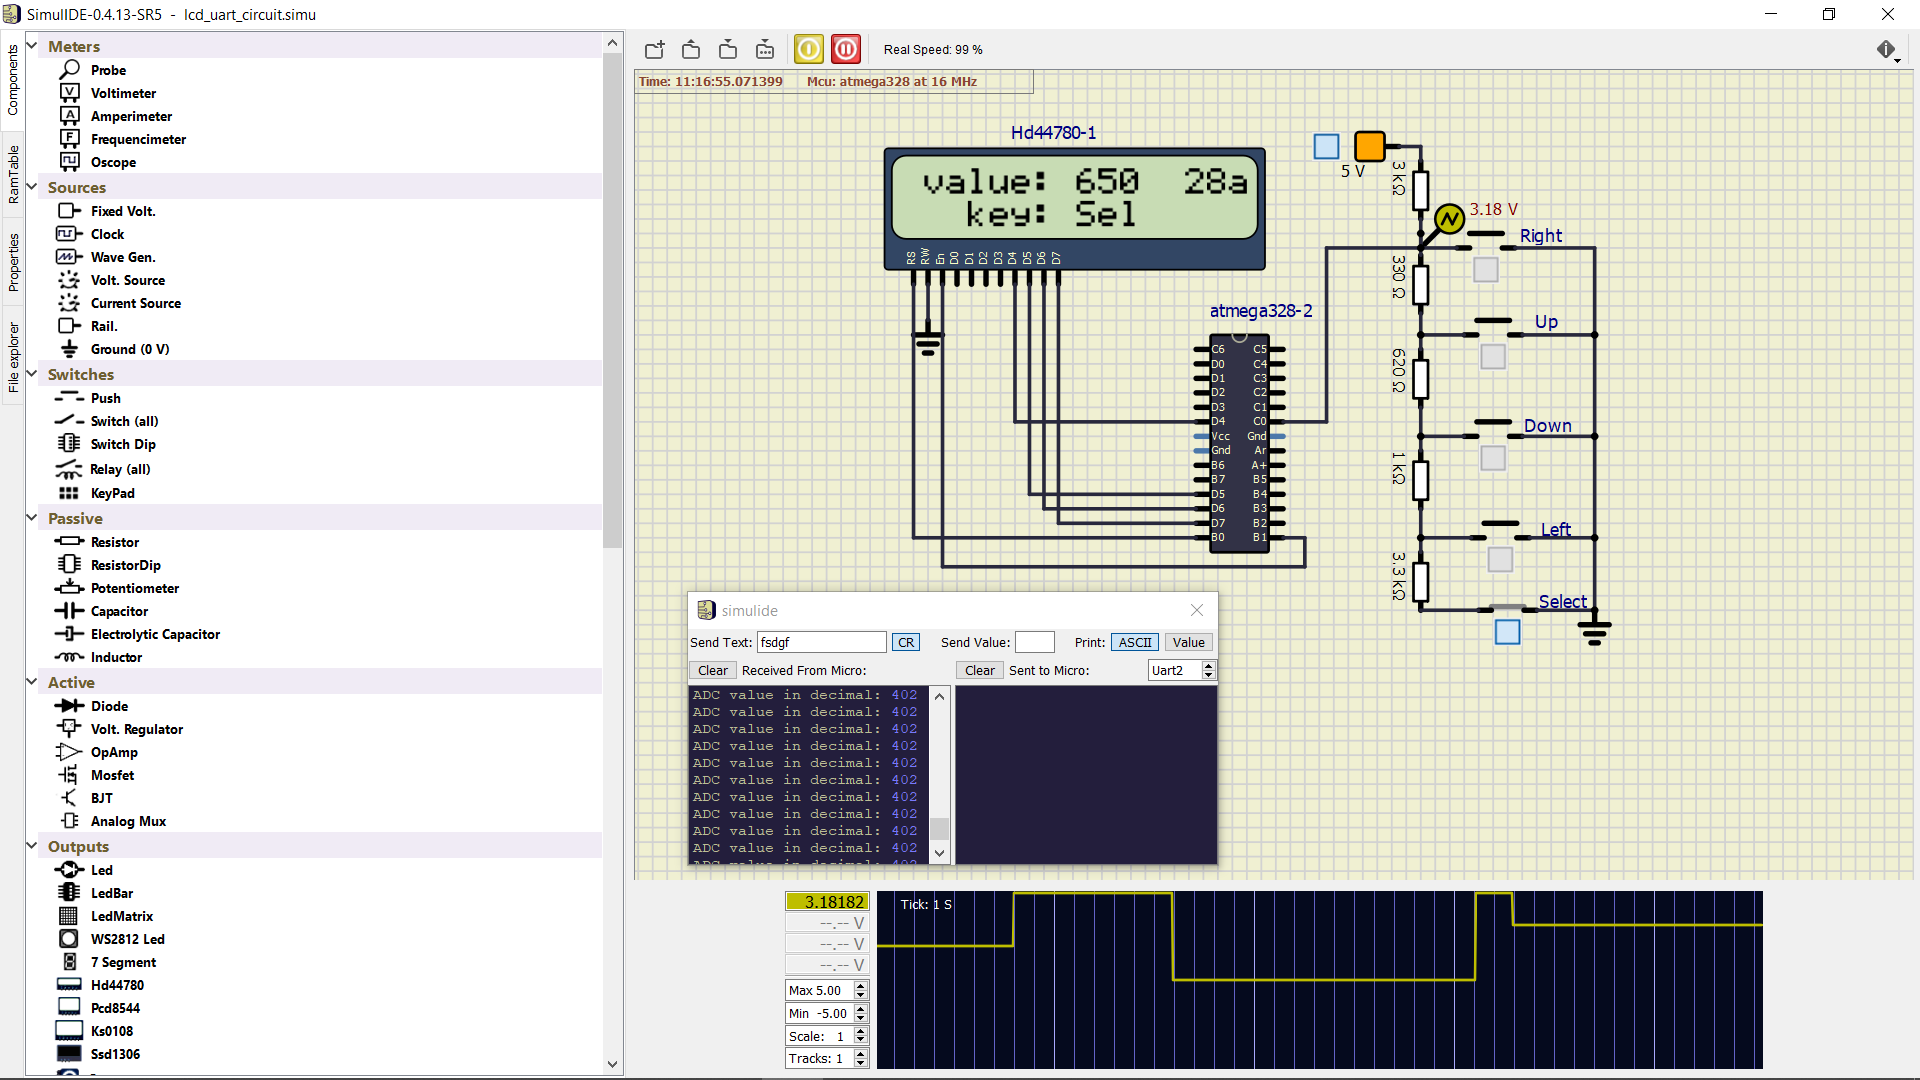 SimulIDE-0.4.13-SR5 - lcd_uart_circuit.simu
Components
RamTable
Properties
File explorer
Meters
Probe
Voltimeter
Amperimeter
Frequencimeter
Oscope
Sources
Fixed Volt.
Clock
Wave Gen.
Volt. Source
Current Source
Rail.
Ground (0 V)
Switches
Push
Switch (all)
Switch Dip
Relay (all)
KeyPad
Passive
Resistor
ResistorDip
Potentiometer
Capacitor
Electrolytic Capacitor
Inductor
Active
Diode
Volt. Regulator
OpAmp
Mosfet
BJT
Analog Mux
Outputs
Led
LedBar
LedMatrix
WS2812 Led
7 Segment
Hd44780
Pcd8544
Ks0108
Ssd1306
Real Speed: 99 %
Time: 11:16:55.071399 Mcu: atmega328 at 16 MHz
Hd44780-1
value: 650 28a
key: Sel
RS RW En D0 D1 D2 D3 D4 D5 D6 D7
5 V
3 kΩ
3.18 V
Right
330 Ω
Up
620 Ω
Down
1 kΩ
Left
3.3 kΩ
Select
atmega328-2
C6 C5
D0 C4
D1 C3
D2 C2
D3 C1
D4 C0
Vcc Gnd
Gnd Ar
B6 A+
B7 B5
D5 B4
D6 B3
D7 B2
B0 B1
simulide
Send Text: fsdgf CR Send Value: Print: ASCII Value
Clear Received From Micro: Clear Sent to Micro: Uart2
ADC value in decimal: 402
ADC value in decimal: 402
ADC value in decimal: 402
ADC value in decimal: 402
ADC value in decimal: 402
ADC value in decimal: 402
ADC value in decimal: 402
ADC value in decimal: 402
ADC value in decimal: 402
ADC value in decimal: 402
ADC value in decimal: 402
3.18182
--.-- V
--.-- V
--.-- V
Max 5.00
Min -5.00
Scale: 1
Tracks: 1
Tick: 1 S